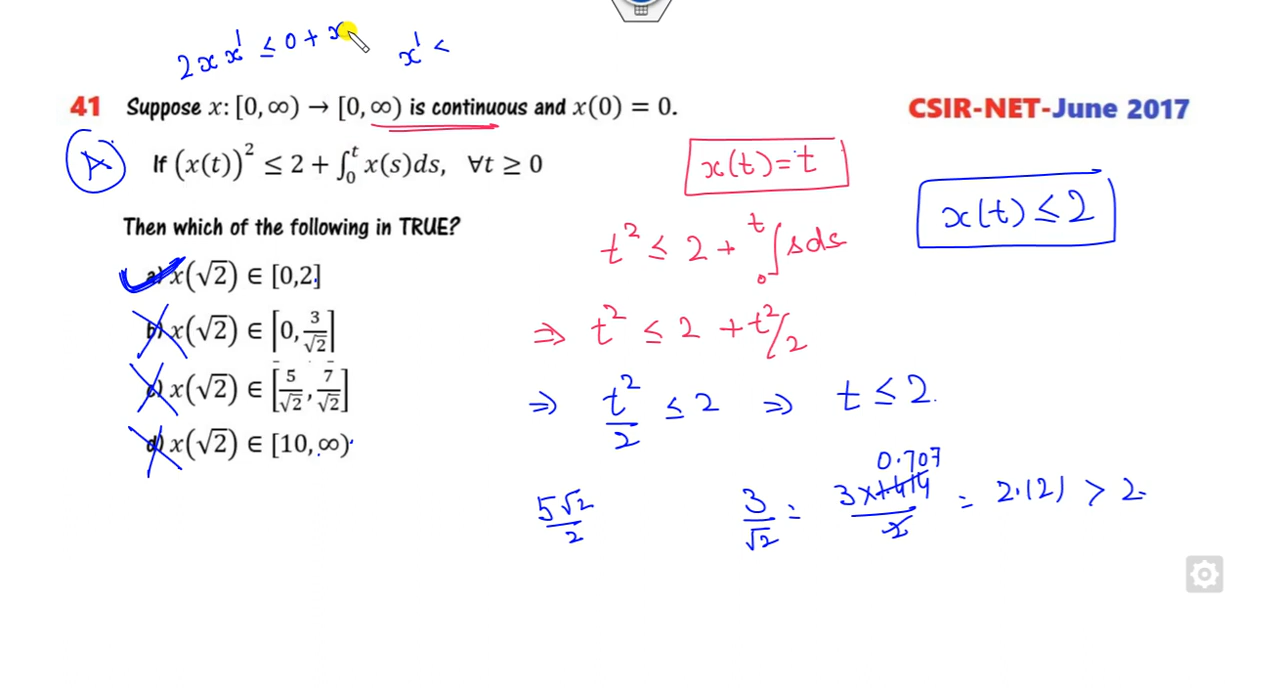 2xx' ≤ 0 + x
x' <
41 Suppose x: [0, ∞) → [0, ∞) is continuous and x(0) = 0.
CSIR-NET-June 2017
A
If (x(t))² ≤ 2 + ∫₀ᵗ x(s)ds, ∀t ≥ 0
x(t) = t
x(t) ≤ 2
Then which of the following in TRUE?
t² ≤ 2 + ∫₀ᵗ s ds
a) x(√2) ∈ [0,2]
b) x(√2) ∈ [0, 3/√2]
⇒ t² ≤ 2 + t²/2
c) x(√2) ∈ [5/√2, 7/√2]
⇒ t²/2 ≤ 2 ⇒ t ≤ 2.
d) x(√2) ∈ [10, ∞)
0.707
5√2/2
3/√2 = 3×1.414/2 = 2.121 > 2.